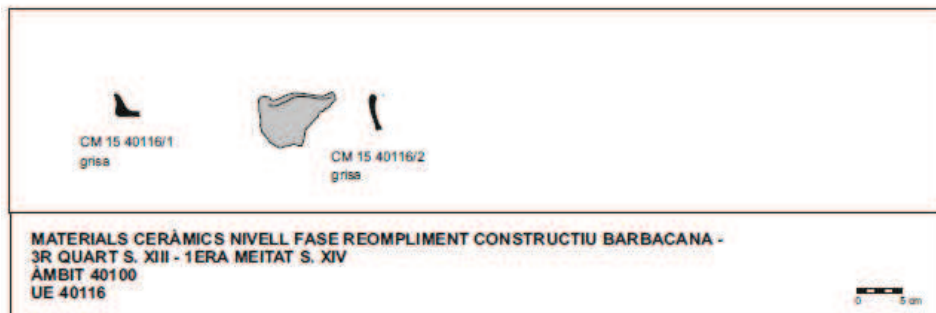 CM 15 40116/1
grisa
CM 15 40116/2
grisa
MATERIALS CERÀMICS NIVELL FASE REOMPLIMENT CONSTRUCTIU BARBACANA -
3R QUART S. XIII - 1ERA MEITAT S. XIV
ÀMBIT 40100
UE 40116
0 5 cm